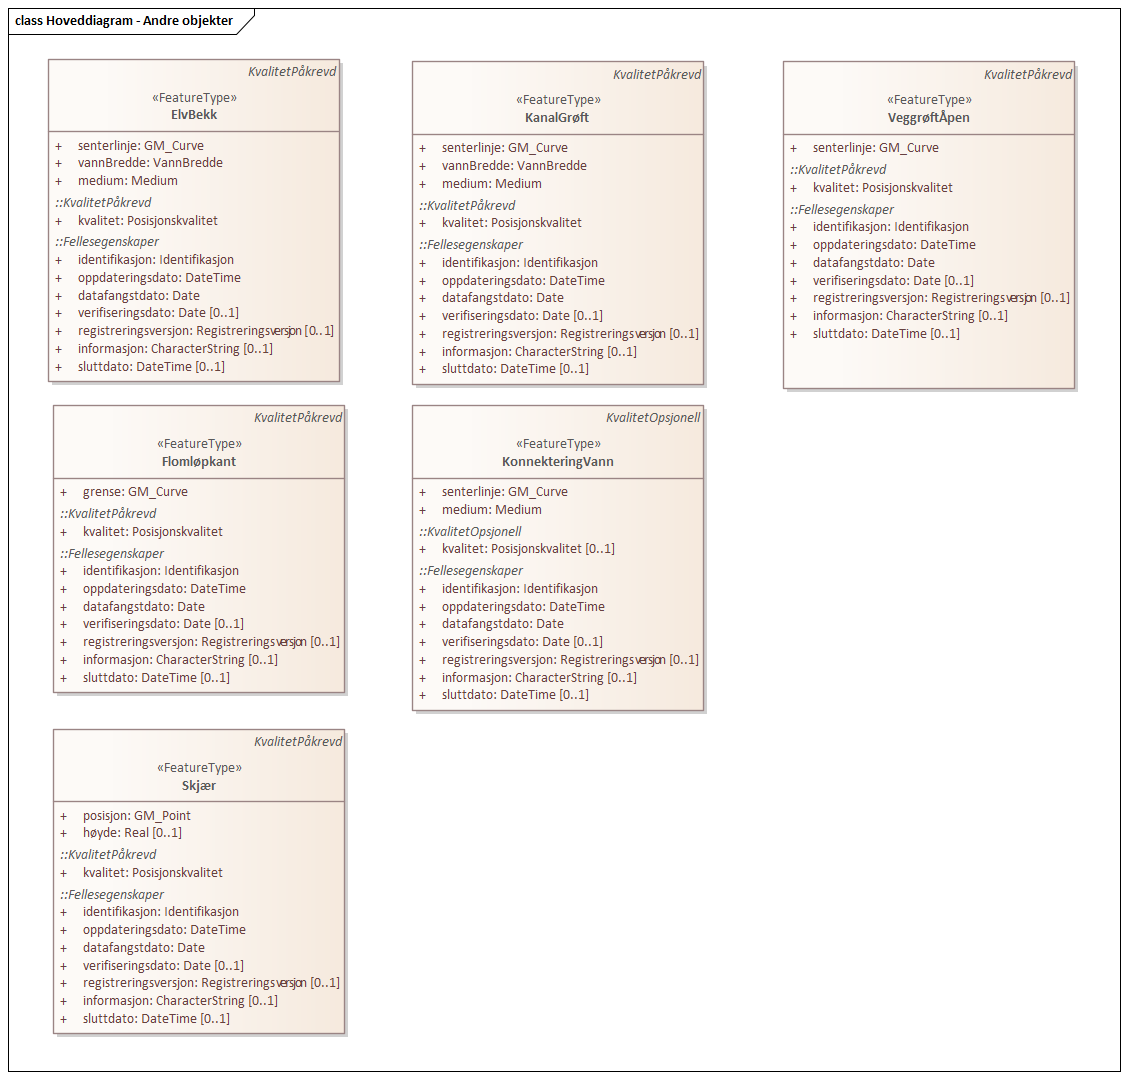 class Hoveddiagram - Andre objekter
KvalitetPåkrevd
«FeatureType»
ElvBekk
+ senterlinje: GM_Curve
+ vannBredde: VannBredde
+ medium: Medium
::KvalitetPåkrevd
+ kvalitet: Posisjonskvalitet
::Fellesegenskaper
+ identifikasjon: Identifikasjon
+ oppdateringsdato: DateTime
+ datafangstdato: Date
+ verifiseringsdato: Date [0..1]
+ registreringsversjon: Registreringsversjon [0..1]
+ informasjon: CharacterString [0..1]
+ sluttdato: DateTime [0..1]
KvalitetPåkrevd
«FeatureType»
KanalGrøft
+ senterlinje: GM_Curve
+ vannBredde: VannBredde
+ medium: Medium
::KvalitetPåkrevd
+ kvalitet: Posisjonskvalitet
::Fellesegenskaper
+ identifikasjon: Identifikasjon
+ oppdateringsdato: DateTime
+ datafangstdato: Date
+ verifiseringsdato: Date [0..1]
+ registreringsversjon: Registreringsversjon [0..1]
+ informasjon: CharacterString [0..1]
+ sluttdato: DateTime [0..1]
KvalitetPåkrevd
«FeatureType»
VeggrøftÅpen
+ senterlinje: GM_Curve
::KvalitetPåkrevd
+ kvalitet: Posisjonskvalitet
::Fellesegenskaper
+ identifikasjon: Identifikasjon
+ oppdateringsdato: DateTime
+ datafangstdato: Date
+ verifiseringsdato: Date [0..1]
+ registreringsversjon: Registreringsversjon [0..1]
+ informasjon: CharacterString [0..1]
+ sluttdato: DateTime [0..1]
KvalitetPåkrevd
«FeatureType»
Flomløpkant
+ grense: GM_Curve
::KvalitetPåkrevd
+ kvalitet: Posisjonskvalitet
::Fellesegenskaper
+ identifikasjon: Identifikasjon
+ oppdateringsdato: DateTime
+ datafangstdato: Date
+ verifiseringsdato: Date [0..1]
+ registreringsversjon: Registreringsversjon [0..1]
+ informasjon: CharacterString [0..1]
+ sluttdato: DateTime [0..1]
KvalitetOpsjonell
«FeatureType»
KonnekteringVann
+ senterlinje: GM_Curve
+ medium: Medium
::KvalitetOpsjonell
+ kvalitet: Posisjonskvalitet [0..1]
::Fellesegenskaper
+ identifikasjon: Identifikasjon
+ oppdateringsdato: DateTime
+ datafangstdato: Date
+ verifiseringsdato: Date [0..1]
+ registreringsversjon: Registreringsversjon [0..1]
+ informasjon: CharacterString [0..1]
+ sluttdato: DateTime [0..1]
KvalitetPåkrevd
«FeatureType»
Skjær
+ posisjon: GM_Point
+ høyde: Real [0..1]
::KvalitetPåkrevd
+ kvalitet: Posisjonskvalitet
::Fellesegenskaper
+ identifikasjon: Identifikasjon
+ oppdateringsdato: DateTime
+ datafangstdato: Date
+ verifiseringsdato: Date [0..1]
+ registreringsversjon: Registreringsversjon [0..1]
+ informasjon: CharacterString [0..1]
+ sluttdato: DateTime [0..1]